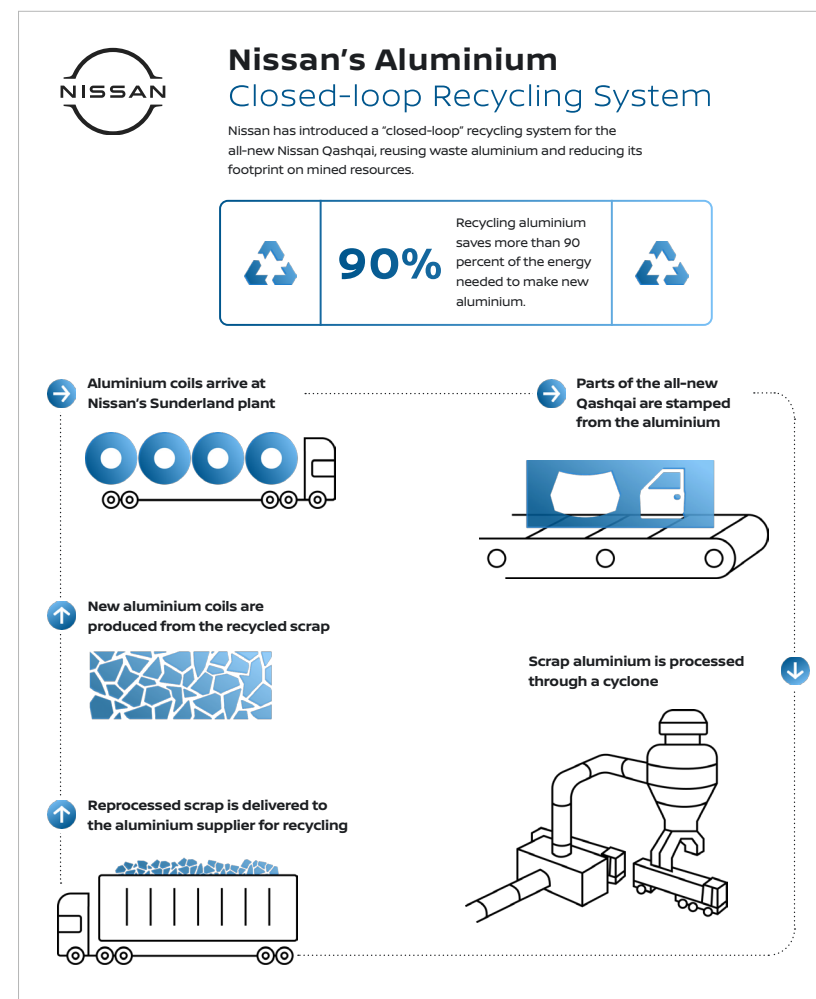 NISSAN
Nissan's Aluminium
Closed-loop Recycling System
Nissan has introduced a "closed-loop" recycling system for the
all-new Nissan Qashqai, reusing waste aluminium and reducing its
footprint on mined resources.
90%
Recycling aluminium
saves more than 90
percent of the energy
needed to make new
aluminium.
Aluminium coils arrive at
Nissan's Sunderland plant
Parts of the all-new
Qashqai are stamped
from the aluminium
New aluminium coils are
produced from the recycled scrap
Scrap aluminium is processed
through a cyclone
Reprocessed scrap is delivered to
the aluminium supplier for recycling